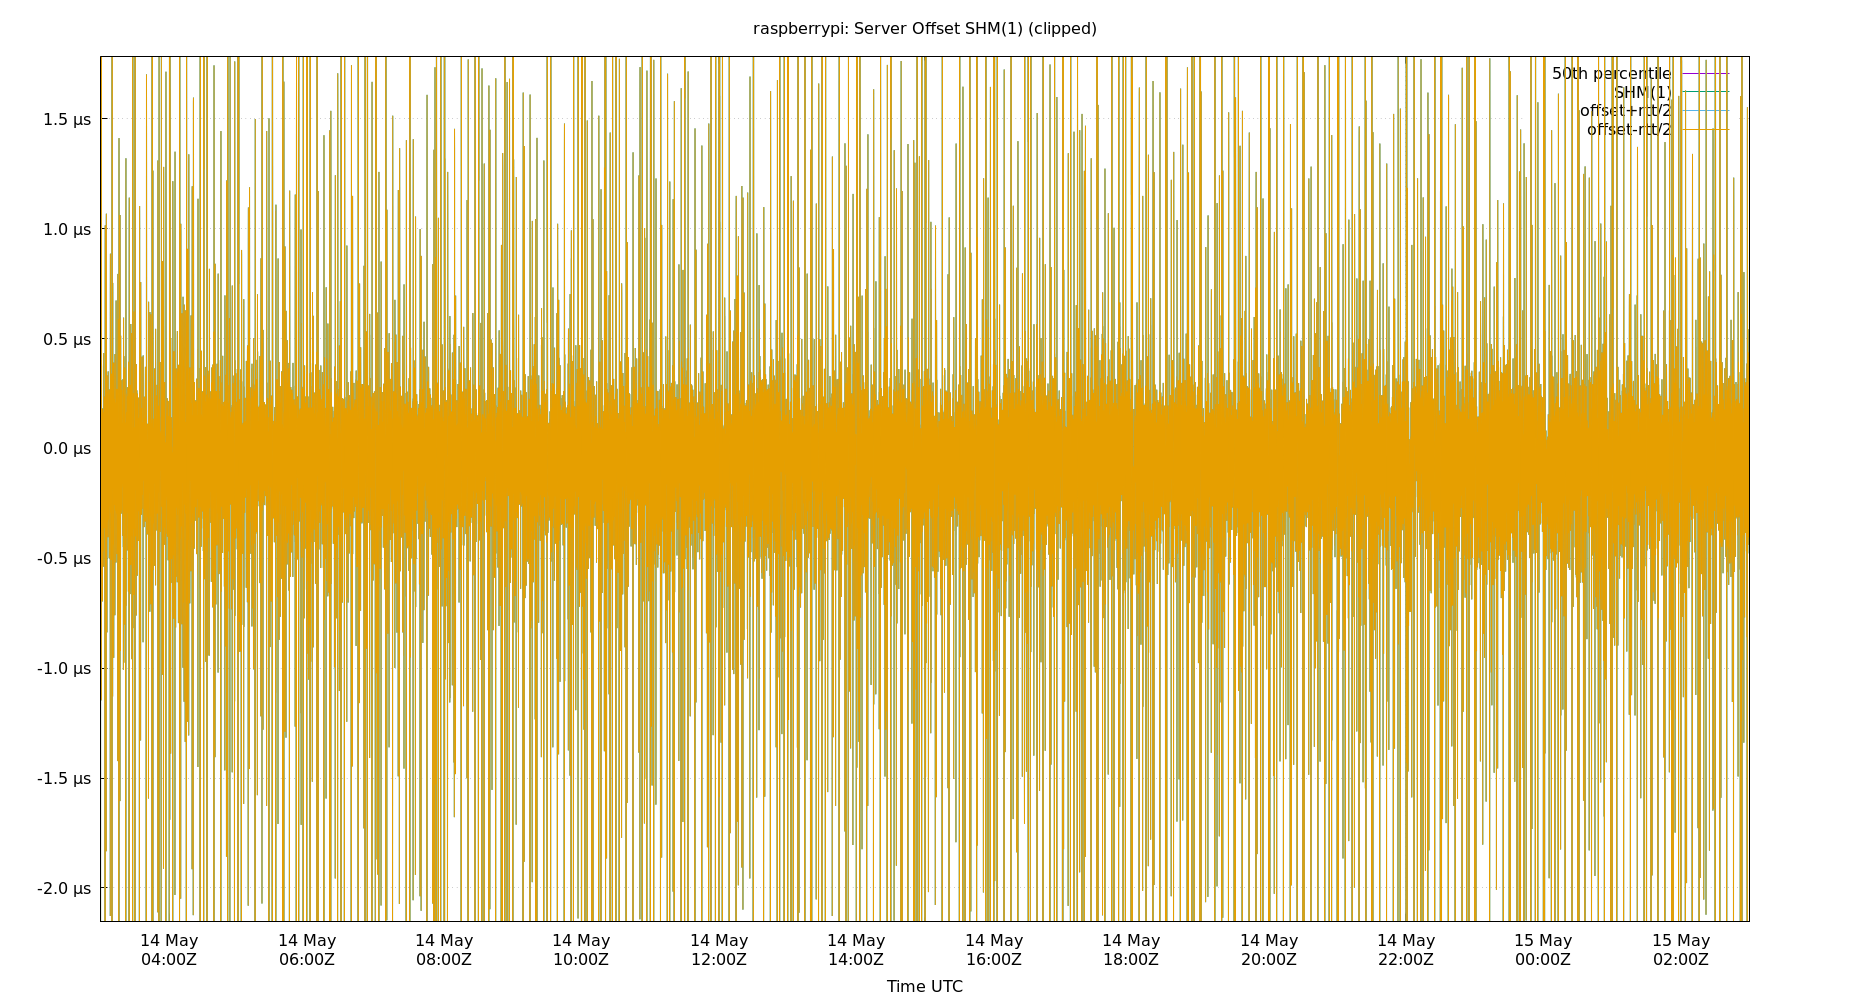 raspberrypi: Server Offset SHM(1) (clipped)
50th percentile
SHM(1)
offset+rtt/2
offset-rtt/2
1.5 µs
1.0 µs
0.5 µs
0.0 µs
-0.5 µs
-1.0 µs
-1.5 µs
-2.0 µs
14 May 14 May 14 May 14 May 14 May 14 May 14 May 14 May 14 May 14 May 15 May 15 May
04:00Z 06:00Z 08:00Z 10:00Z 12:00Z 14:00Z 16:00Z 18:00Z 20:00Z 22:00Z 00:00Z 02:00Z
Time UTC